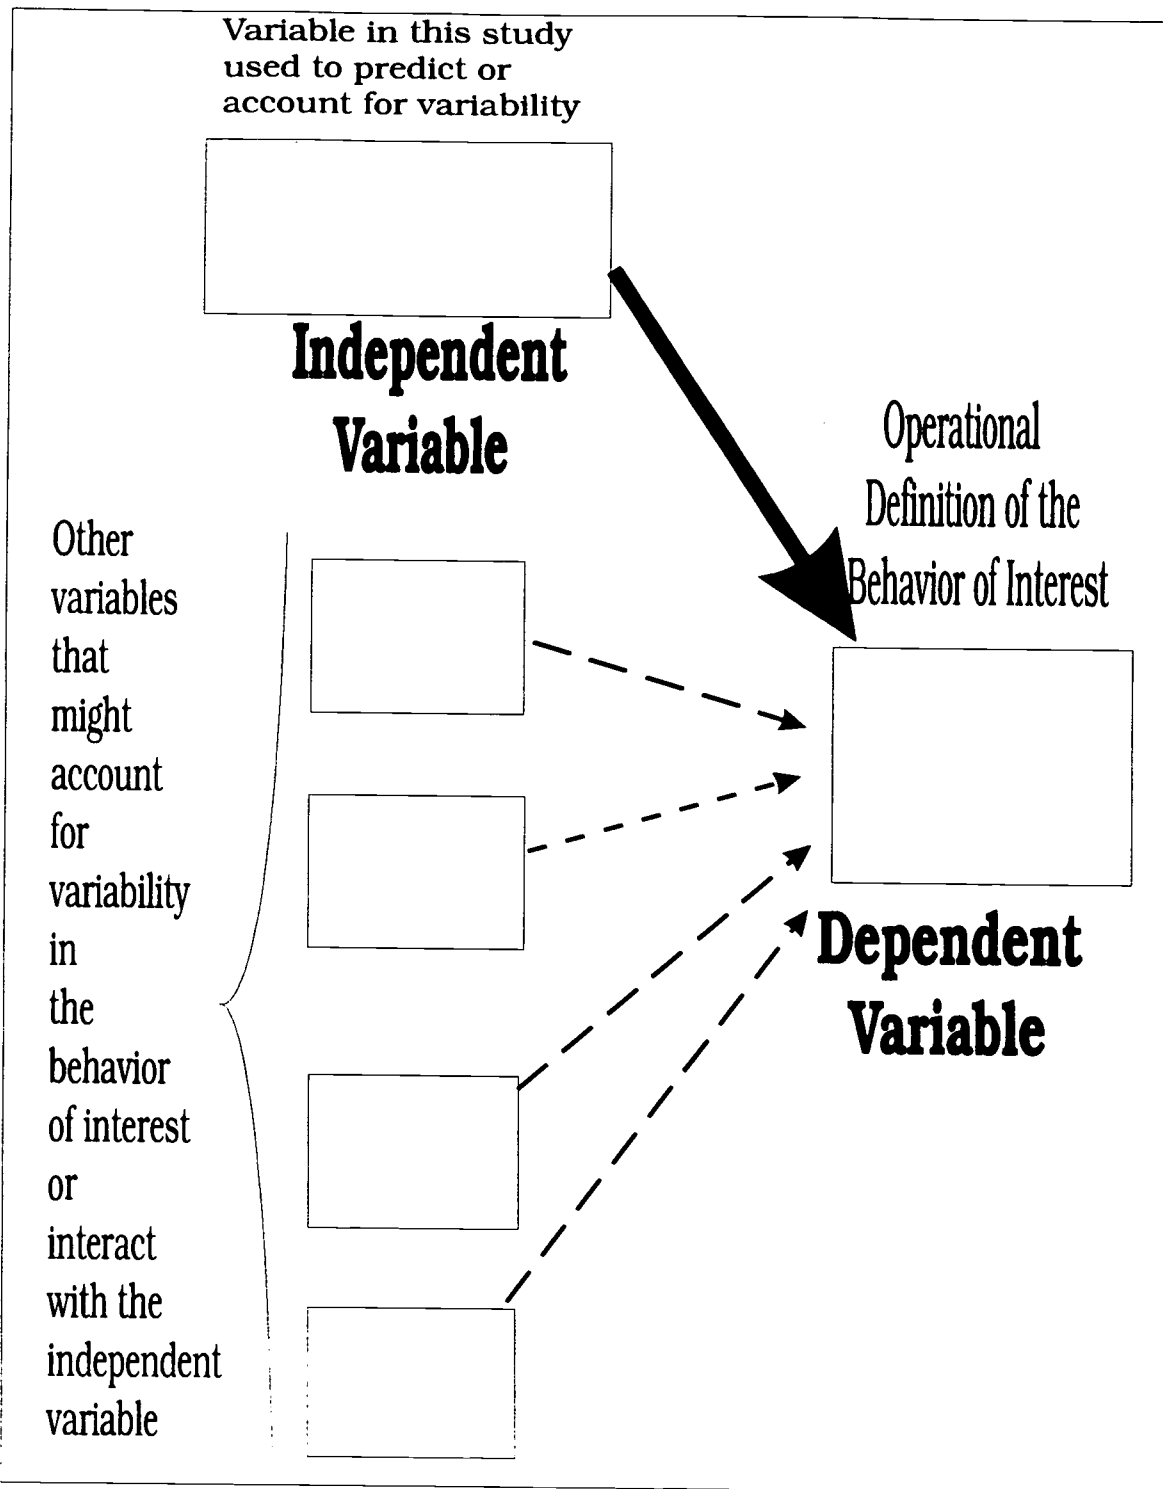 Variable in this study
used to predict or
account for variability
Independent
Variable
Operational
Definition of the
Behavior of Interest
Dependent
Variable
Other
variables
that
might
account
for
variability
in
the
behavior
of interest
or
interact
with the
independent
variable